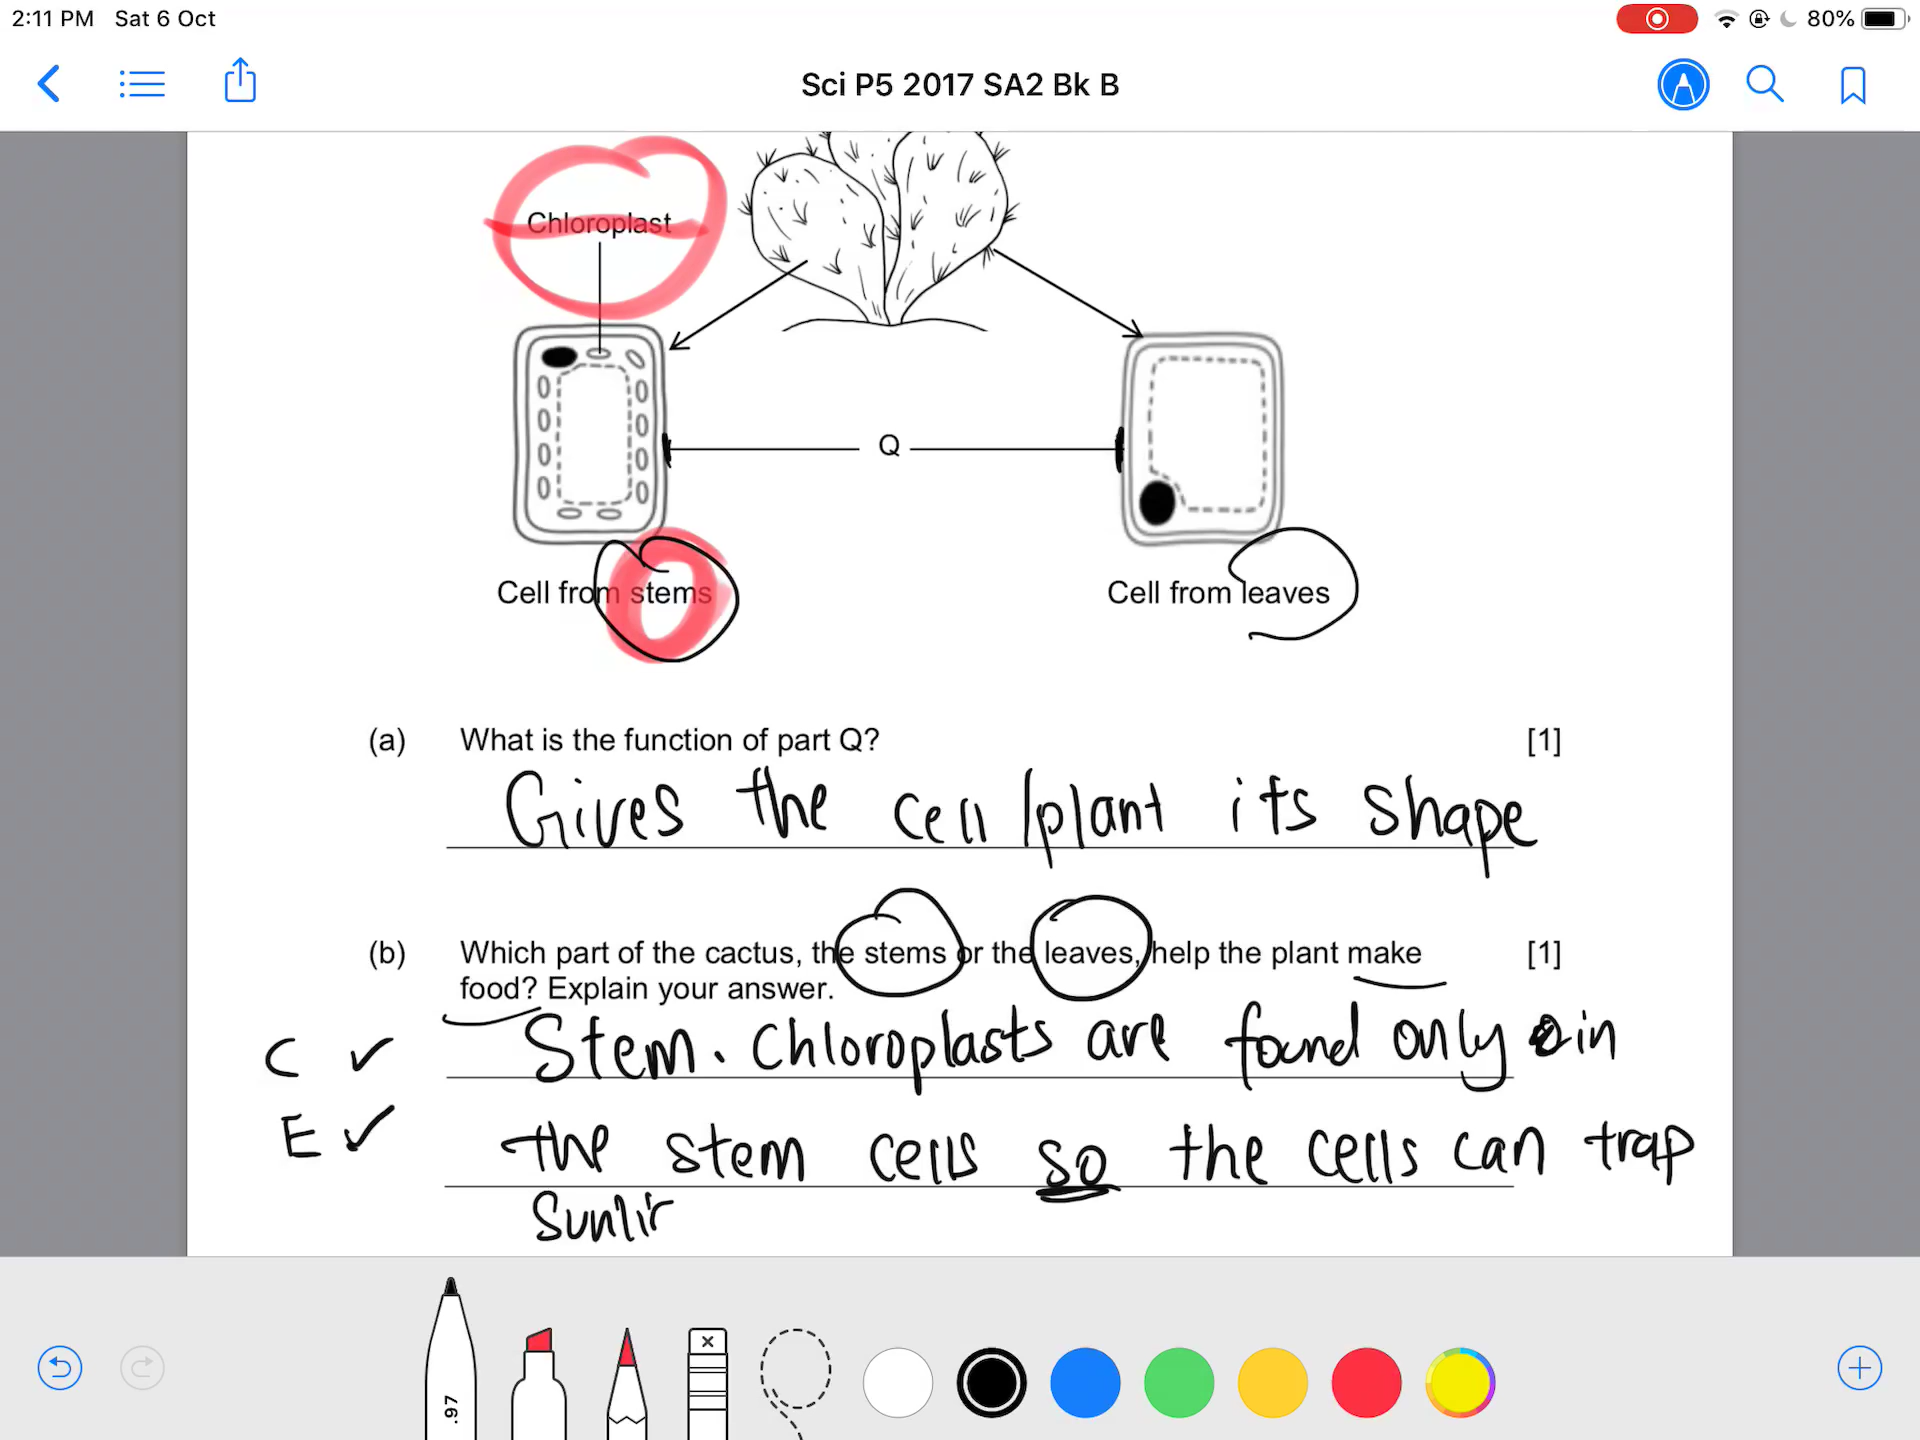 2:11 PM Sat 6 Oct 80%
Sci P5 2017 SA2 Bk B
Chloroplast
Q
Cell from stems Cell from leaves
(a) What is the function of part Q? [1]
Gives the cell/plant its shape
(b) Which part of the cactus, the stems or the leaves, help the plant make [1]
food? Explain your answer.
C Stem. Chloroplasts are found only in
E the stem cells so the cells can trap
Sunlir
.97